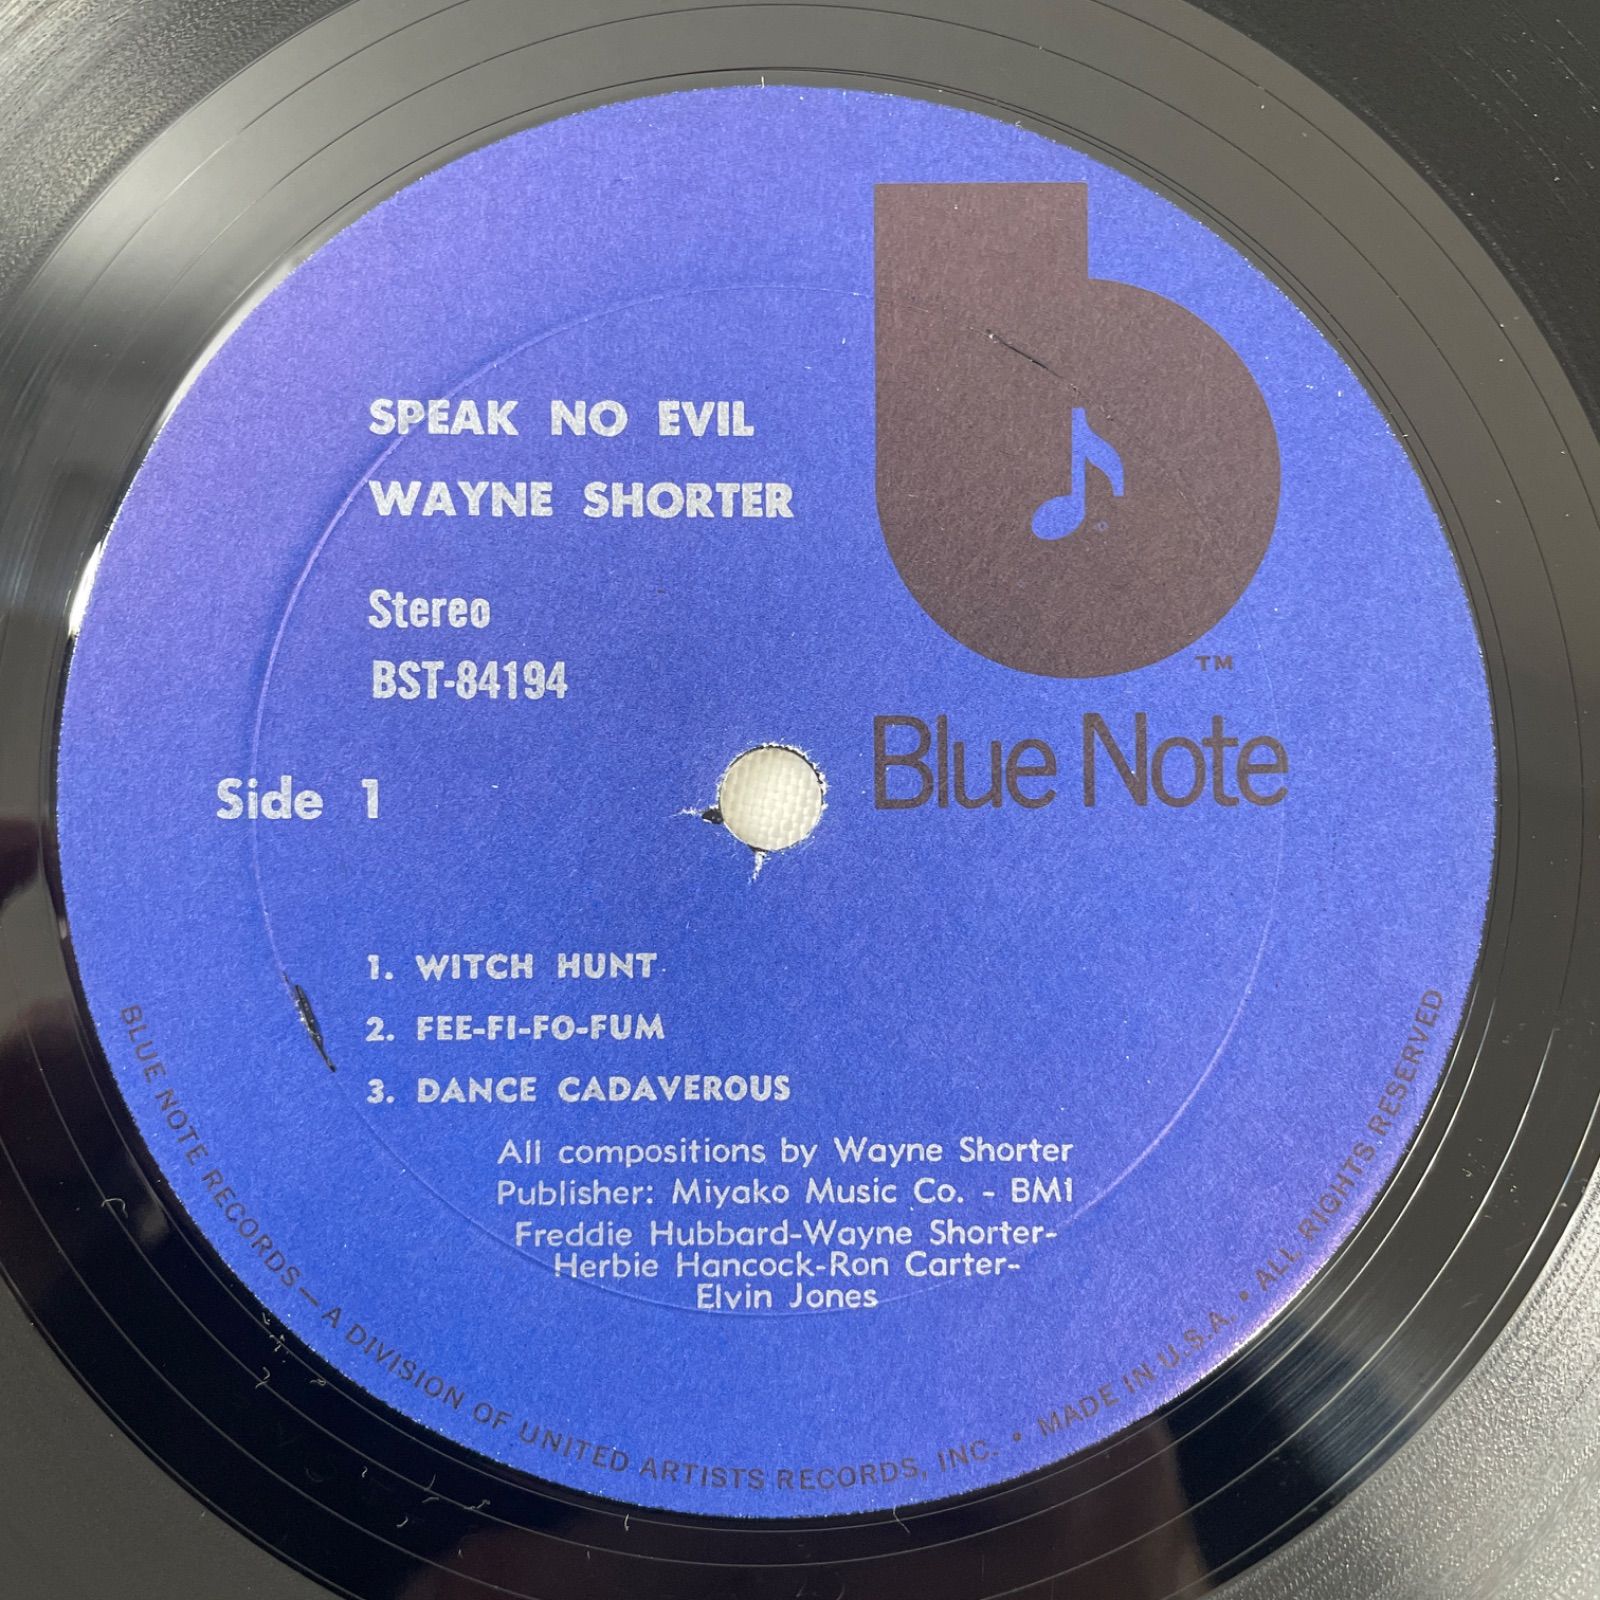 SPEAK NO EVIL
WAYNE SHORTER
Stereo
BST-84194
Side 1
TM
Blue Note
1. WITCH HUNT
2. FEE-FI-FO-FUM
3. DANCE CADAVEROUS
All compositions by Wayne Shorter
Publisher: Miyako Music Co. - BMI
Freddie Hubbard-Wayne Shorter-
Herbie Hancock-Ron Carter-
Elvin Jones
BLUE NOTE RECORDS — A DIVISION OF UNITED ARTISTS RECORDS, INC. • MADE IN U.S.A. • ALL RIGHTS RESERVED